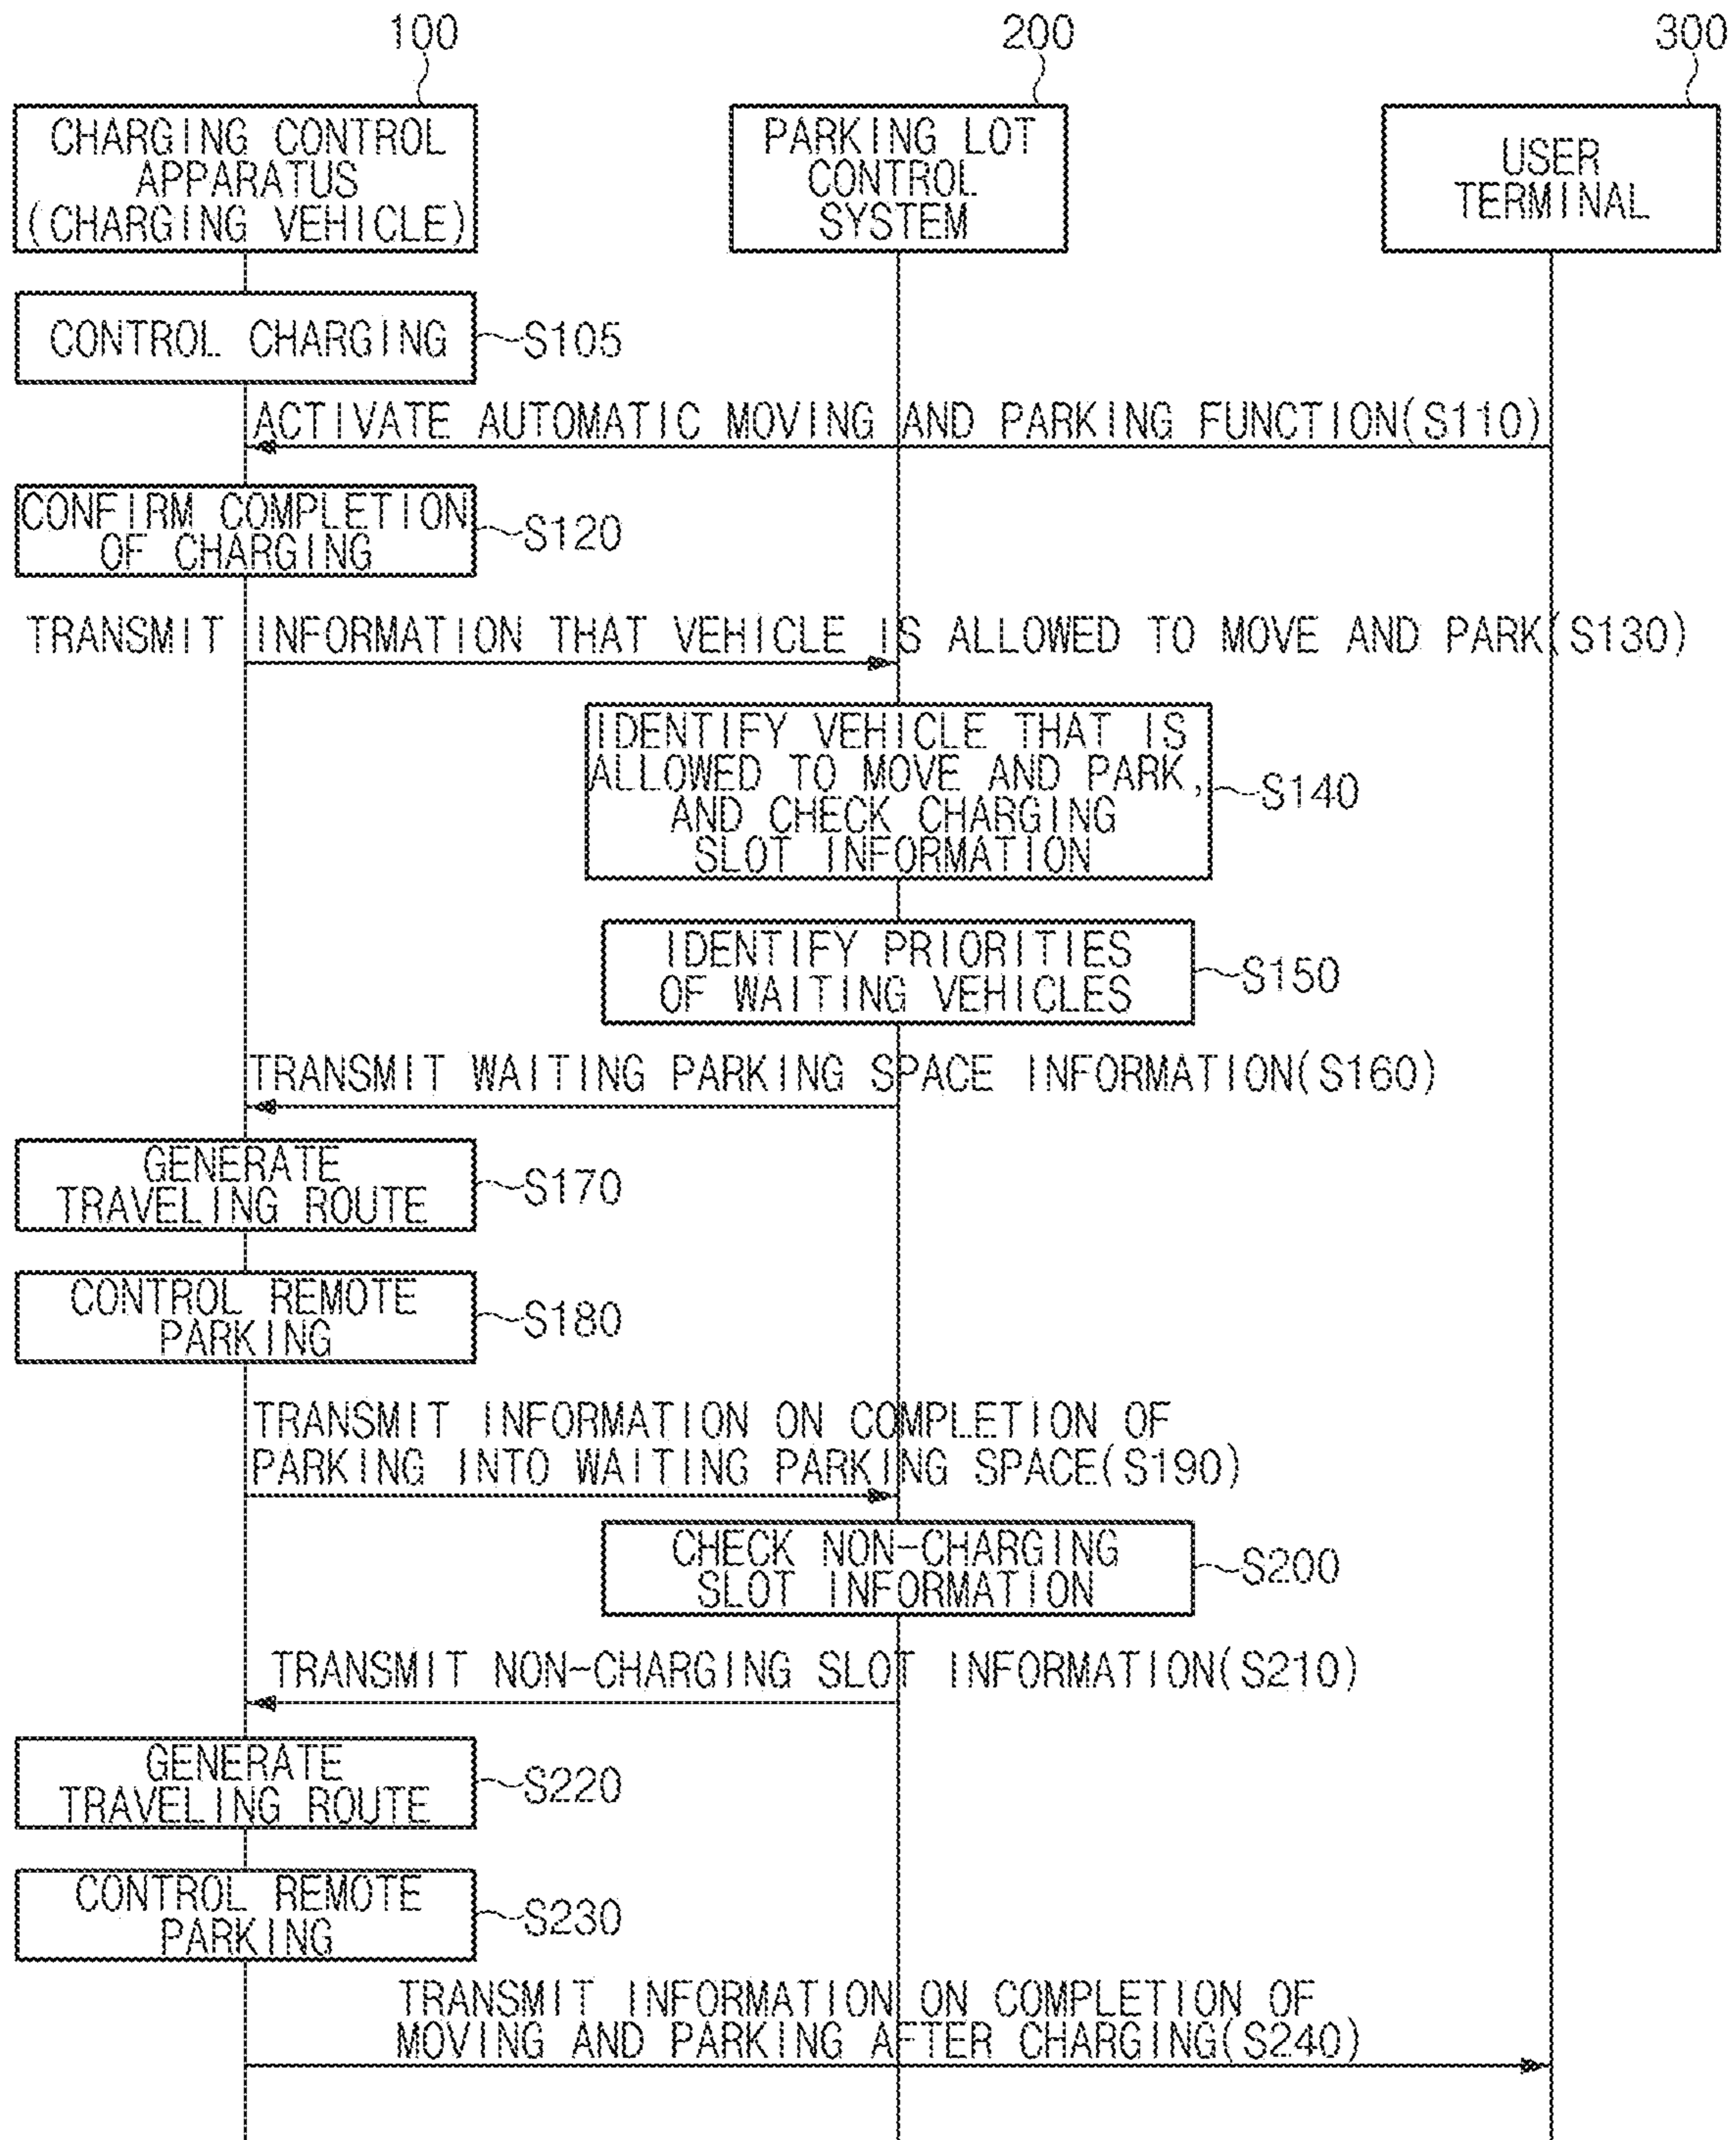 100
200
300
CHARGING CONTROL
APPARATUS
(CHARGING VEHICLE)
PARKING LOT
CONTROL
SYSTEM
USER
TERMINAL
CONTROL CHARGING
S105
ACTIVATE AUTOMATIC MOVING AND PARKING FUNCTION(S110)
CONFIRM COMPLETION
OF CHARGING
S120
TRANSMIT INFORMATION THAT VEHICLE IS ALLOWED TO MOVE AND PARK(S130)
IDENTIFY VEHICLE THAT IS
ALLOWED TO MOVE AND PARK,
AND CHECK CHARGING
SLOT INFORMATION
S140
IDENTIFY PRIORITIES
OF WAITING VEHICLES
S150
TRANSMIT WAITING PARKING SPACE INFORMATION(S160)
GENERATE
TRAVELING ROUTE
S170
CONTROL REMOTE
PARKING
S180
TRANSMIT INFORMATION ON COMPLETION OF
PARKING INTO WAITING PARKING SPACE(S190)
CHECK NON-CHARGING
SLOT INFORMATION
S200
TRANSMIT NON-CHARGING SLOT INFORMATION(S210)
GENERATE
TRAVELING ROUTE
S220
CONTROL REMOTE
PARKING
S230
TRANSMIT INFORMATION ON COMPLETION OF
MOVING AND PARKING AFTER CHARGING(S240)